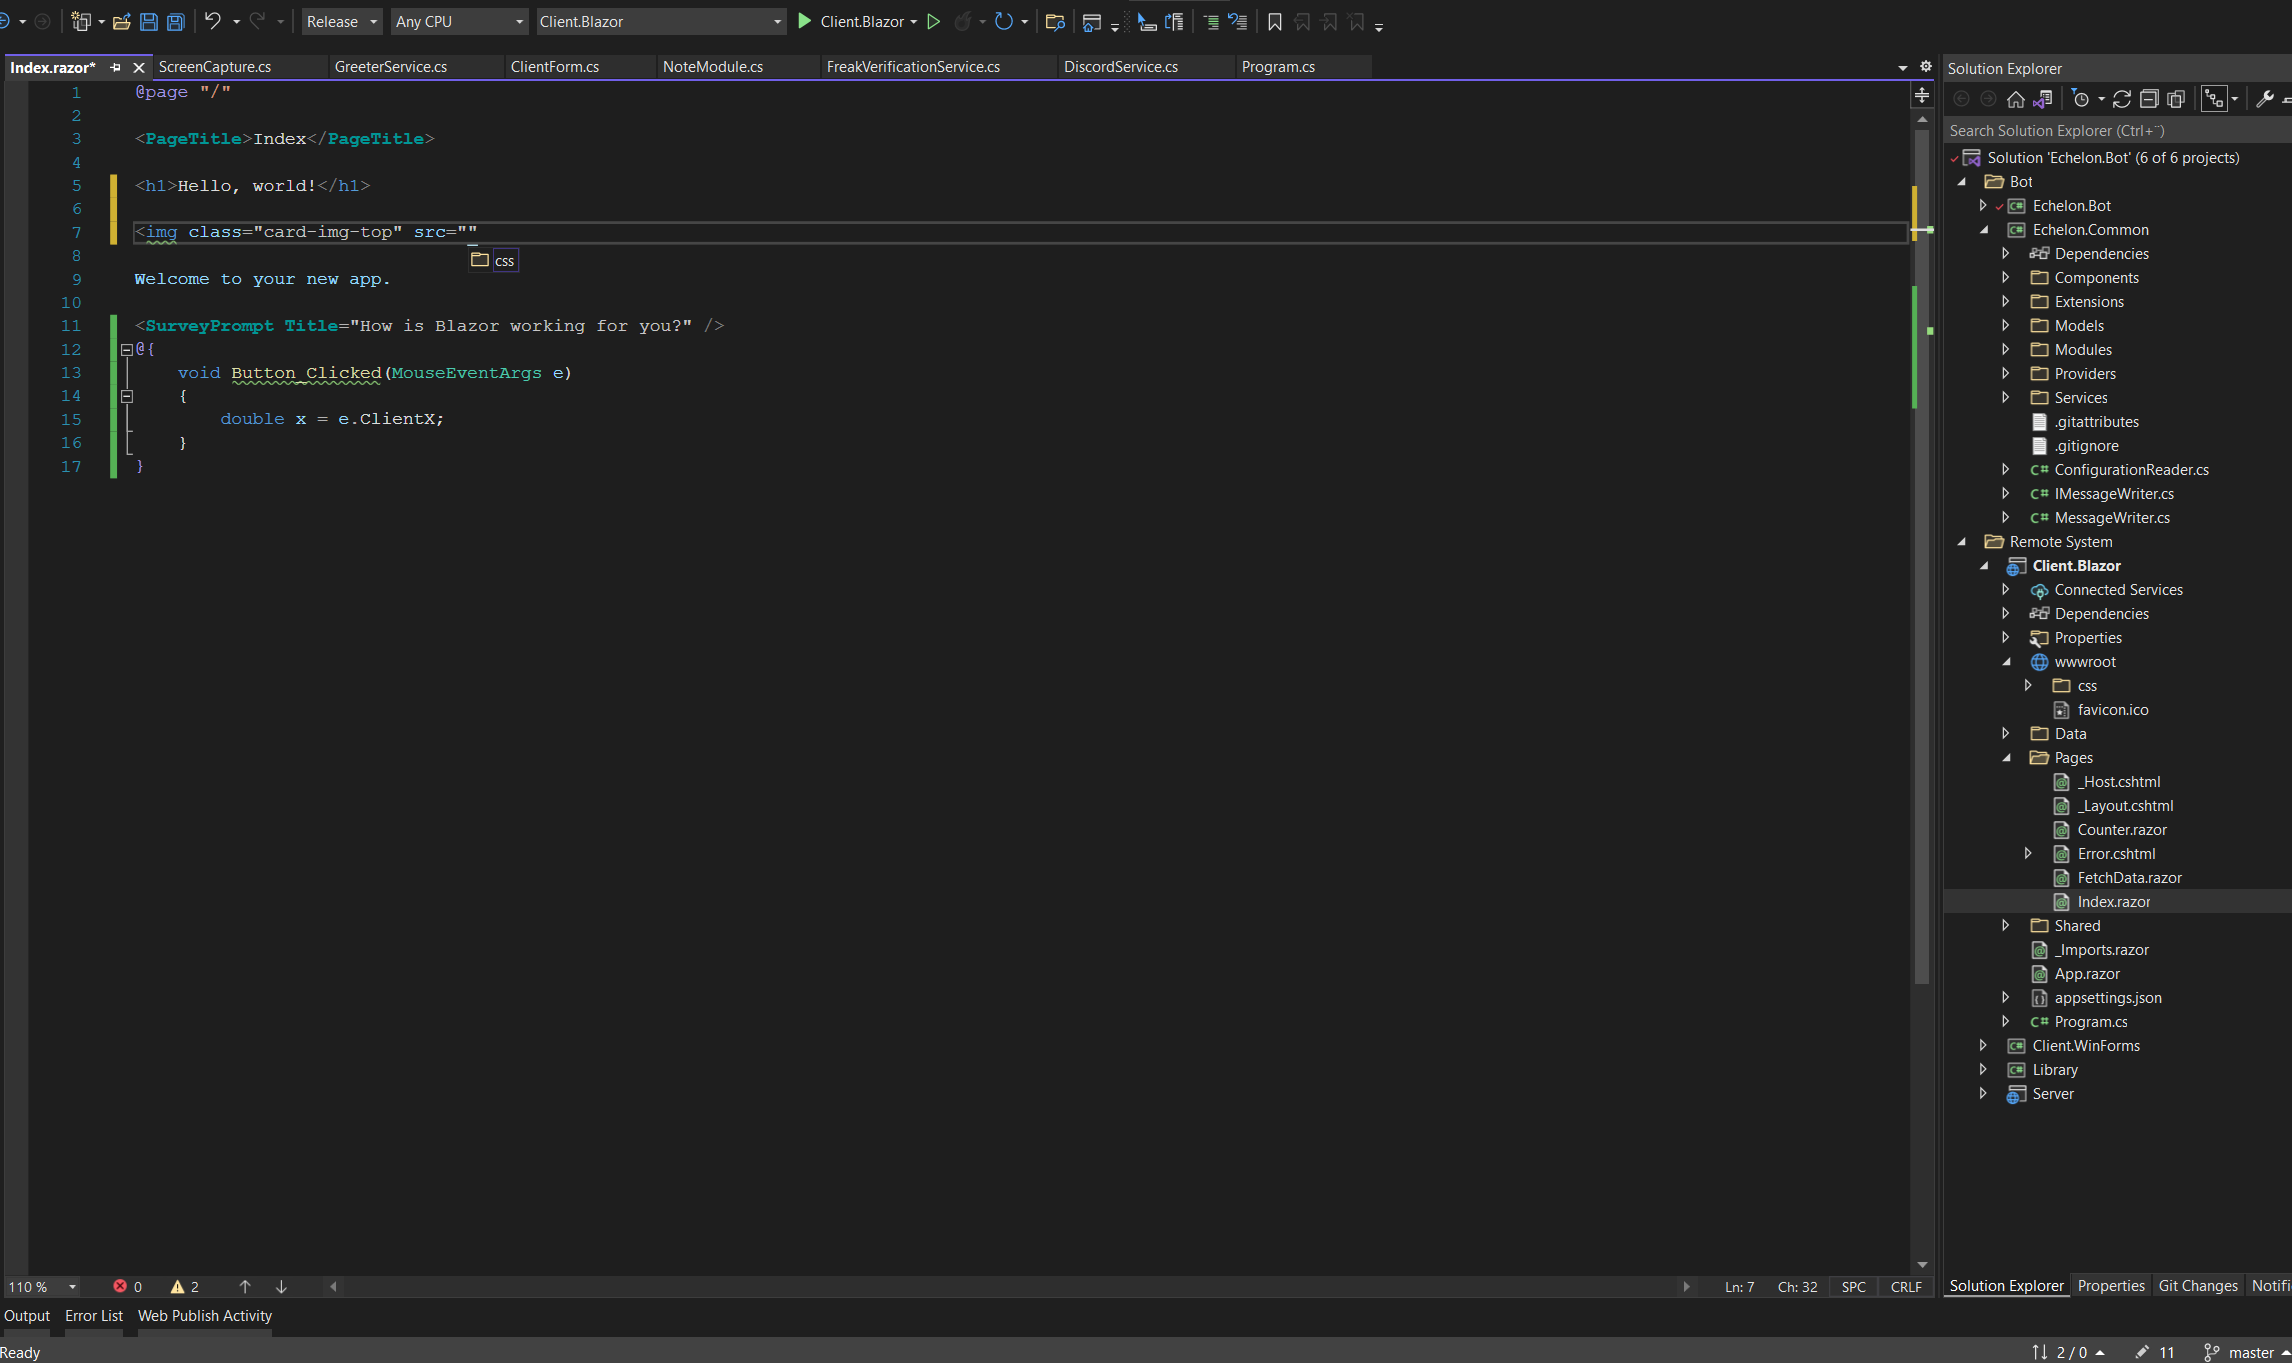 Release
Any CPU
Client.Blazor
Client.Blazor
Index.razor*
ScreenCapture.cs
GreeterService.cs
ClientForm.cs
NoteModule.cs
FreakVerificationService.cs
DiscordService.cs
Program.cs
1 @page "/"
2
3 <PageTitle>Index</PageTitle>
4
5 <h1>Hello, world!</h1>
6
7 <img class="card-img-top" src=""
css
8
9 Welcome to your new app.
10
11 <SurveyPrompt Title="How is Blazor working for you?" />
12 @{
13 void Button_Clicked(MouseEventArgs e)
14 {
15 double x = e.ClientX;
16 }
17 }
Solution Explorer
Search Solution Explorer (Ctrl+¨)
Solution 'Echelon.Bot' (6 of 6 projects)
Bot
C# Echelon.Bot
C# Echelon.Common
Dependencies
Components
Extensions
Models
Modules
Providers
Services
.gitattributes
.gitignore
C# ConfigurationReader.cs
C# IMessageWriter.cs
C# MessageWriter.cs
Remote System
Client.Blazor
Connected Services
Dependencies
Properties
wwwroot
css
favicon.ico
Data
Pages
_Host.cshtml
_Layout.cshtml
Counter.razor
Error.cshtml
FetchData.razor
Index.razor
Shared
_Imports.razor
App.razor
appsettings.json
C# Program.cs
C# Client.WinForms
C# Library
Server
110 %
0
2
Ln: 7
Ch: 32
SPC
CRLF
Solution Explorer
Properties
Git Changes
Notifi
Output
Error List
Web Publish Activity
Ready
2 / 0
11
master